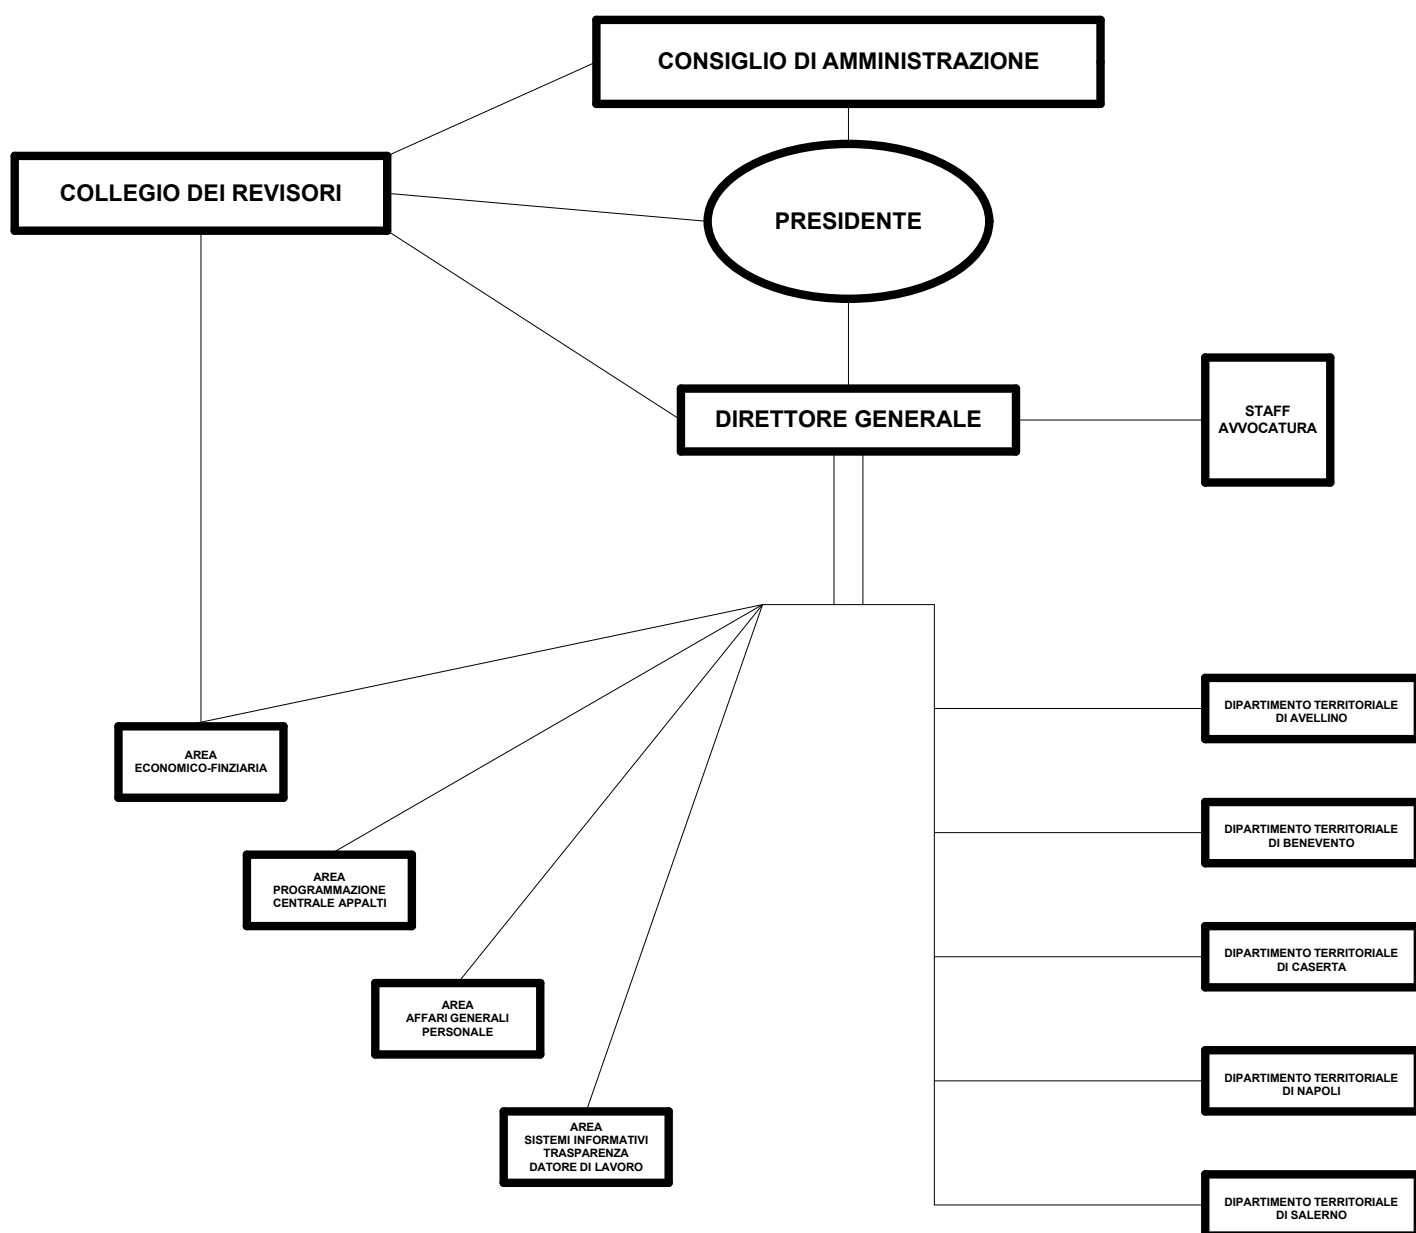 CONSIGLIO DI AMMINISTRAZIONE
COLLEGIO DEI REVISORI
PRESIDENTE
DIRETTORE GENERALE
STAFF
AVVOCATURA
AREA
ECONOMICO-FINZIARIA
AREA
PROGRAMMAZIONE
CENTRALE APPALTI
AREA
AFFARI GENERALI
PERSONALE
AREA
SISTEMI INFORMATIVI
TRASPARENZA
DATORE DI LAVORO
DIPARTIMENTO TERRITORIALE
DI AVELLINO
DIPARTIMENTO TERRITORIALE
DI BENEVENTO
DIPARTIMENTO TERRITORIALE
DI CASERTA
DIPARTIMENTO TERRITORIALE
DI NAPOLI
DIPARTIMENTO TERRITORIALE
DI SALERNO